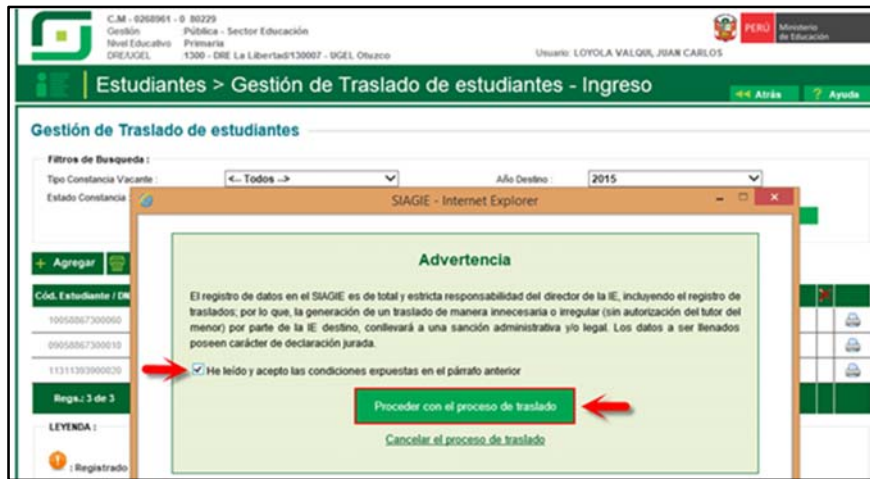 C.M - 0268961 - 0 80229
Gestión Pública - Sector Educación
Nivel Educativo Primaria
DRE/UGEL 1300 - DRE La Libertad/130007 - UGEL Otuzco
Usuario: LOYOLA VALQUI, JUAN CARLOS
PERÚ Ministerio de Educación
Estudiantes > Gestión de Traslado de estudiantes - Ingreso
Atrás ? Ayuda
Gestión de Traslado de estudiantes
Filtros de Busqueda :
Tipo Constancia Vacante : <-- Todos --> Año Destino : 2015
Estado Constancia
SIAGIE - Internet Explorer
+ Agregar
Advertencia
Cód. Estudiante / DN
El registro de datos en el SIAGIE es de total y estricta responsabilidad del director de la IE, incluyendo el registro de
traslados; por lo que, la generación de un traslado de manera innecesaria o irregular (sin autorización del tutor del
menor) por parte de la IE destino, conllevará a una sanción administrativa y/o legal. Los datos a ser llenados
poseen carácter de declaración jurada.
10058867300060
09058867300010
11311393900020
He leído y acepto las condiciones expuestas en el párrafo anterior
Regs.: 3 de 3
Proceder con el proceso de traslado
Cancelar el proceso de traslado
LEYENDA :
: Registrado